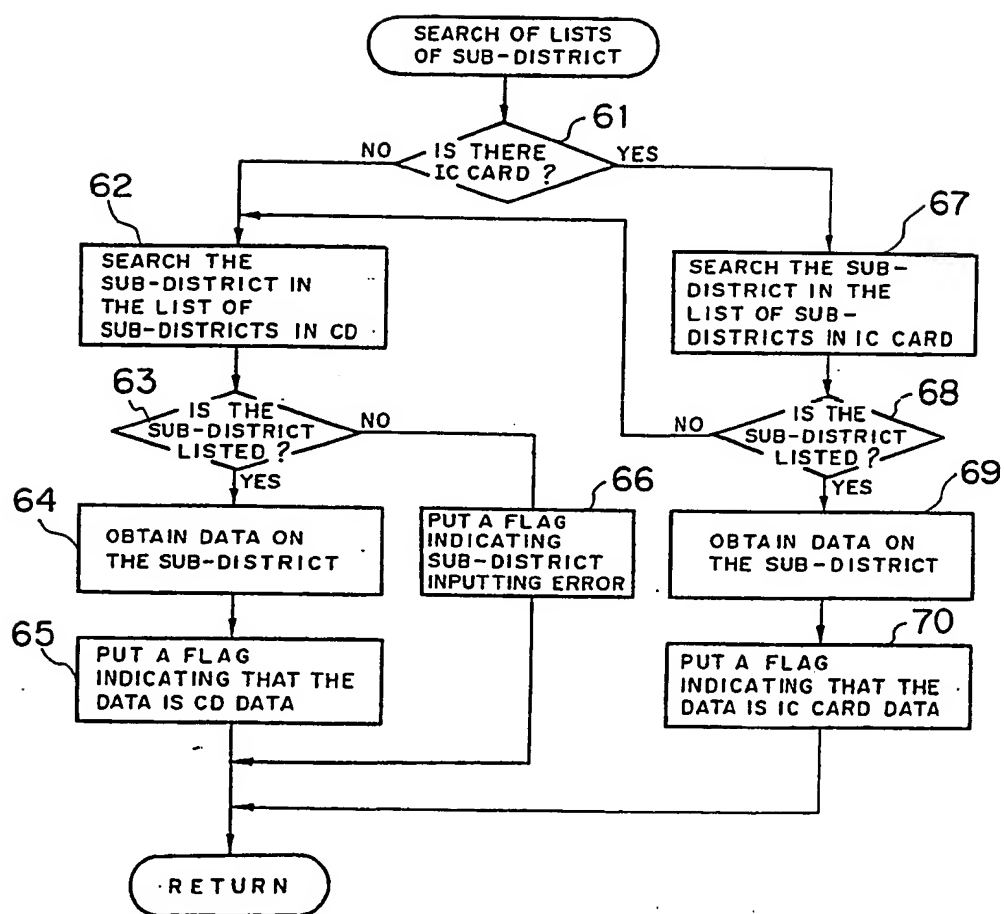 SEARCH OF LISTS
OF SUB-DISTRICT
61
IS THERE
IC CARD ?
NO
YES
62
SEARCH THE
SUB-DISTRICT IN
THE LIST OF
SUB-DISTRICTS IN CD
67
SEARCH THE SUB-
DISTRICT IN THE
LIST OF SUB-
DISTRICTS IN IC CARD
63
IS THE
SUB-DISTRICT
LISTED ?
NO
YES
68
IS THE
SUB-DISTRICT
LISTED ?
NO
YES
64
OBTAIN DATA ON
THE SUB-DISTRICT
66
PUT A FLAG
INDICATING
SUB-DISTRICT
INPUTTING ERROR
69
OBTAIN DATA ON
THE SUB-DISTRICT
65
PUT A FLAG
INDICATING THAT THE
DATA IS CD DATA
70
PUT A FLAG
INDICATING THAT THE
DATA IS IC CARD DATA
RETURN